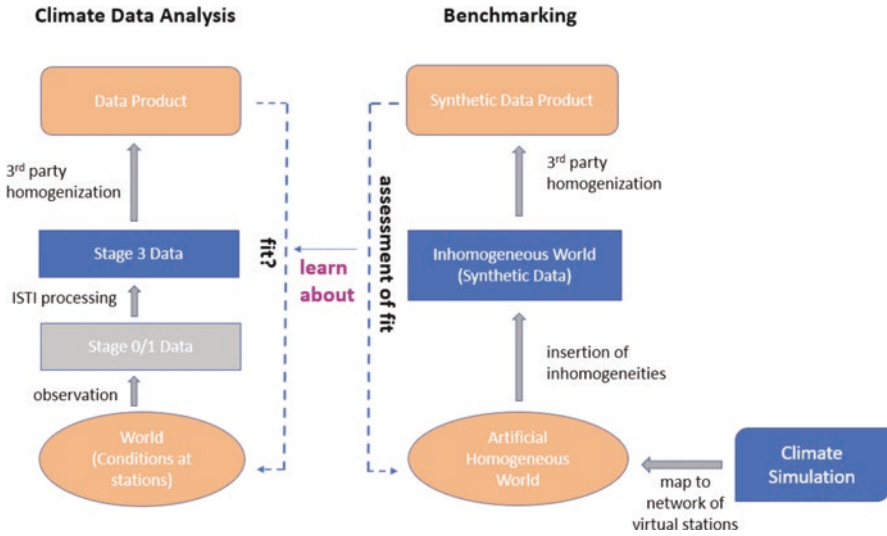 Climate Data Analysis
Data Product
3rd party
homogenization
Stage 3 Data
ISTI processing
Stage 0/1 Data
observation
World
(Conditions at
stations)
fit?
learn
about
Benchmarking
Synthetic Data Product
3rd party
homogenization
assessment of fit
Inhomogeneous World
(Synthetic Data)
insertion of
inhomogeneities
Artificial
Homogeneous
World
map to
network of
virtual stations
Climate
Simulation